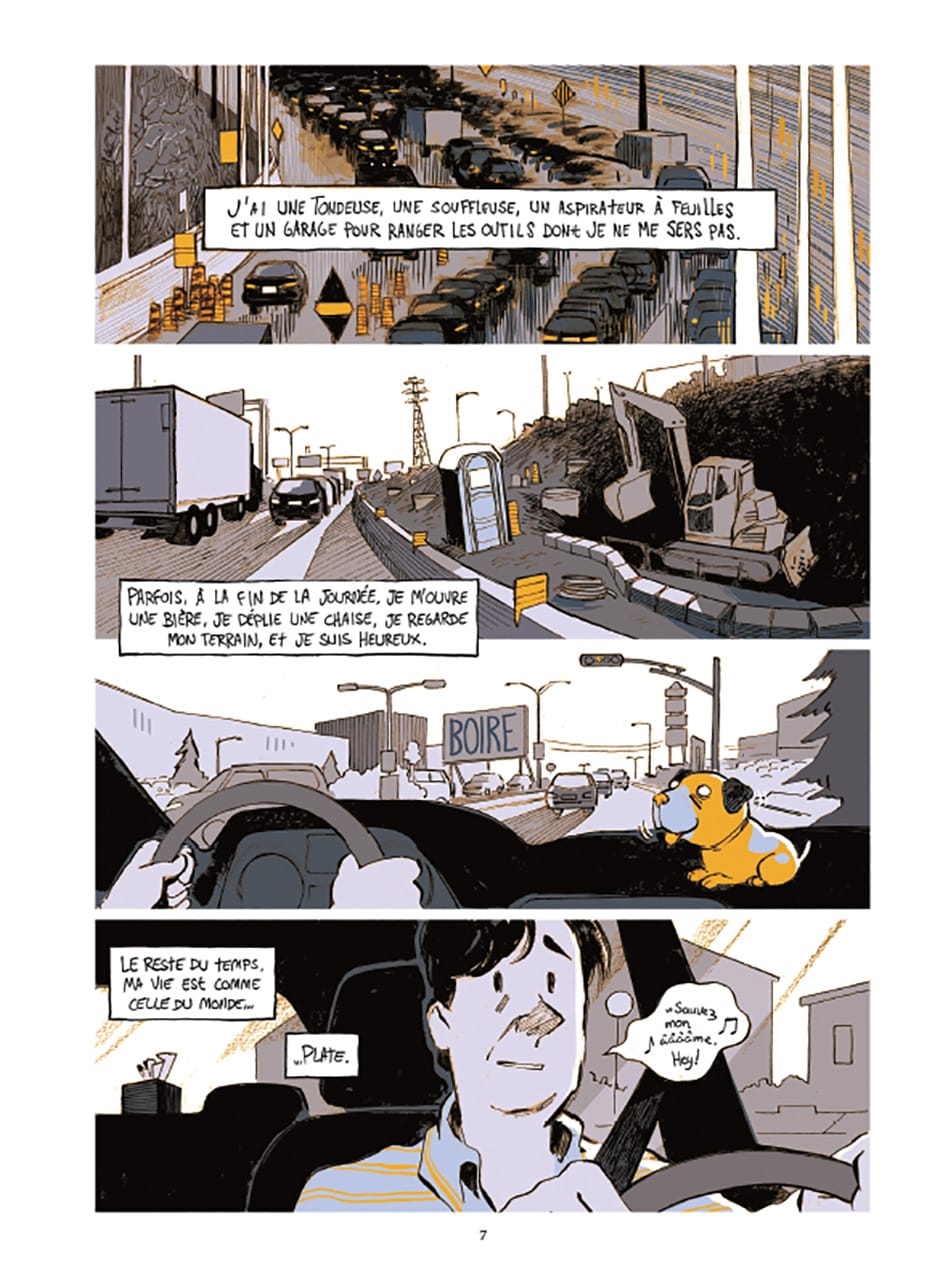 J'AI UNE TONDEUSE, UNE SOUFFLEUSE, UN ASPIRATEUR À FEUILLES
ET UN GARAGE POUR RANGER LES OUTILS DONT JE NE ME SERS PAS.
PARFOIS, À LA FIN DE LA JOURNÉE, JE M'OUVRE
UNE BIÈRE, JE DÉPLIE UNE CHAISE, JE REGARDE
MON TERRAIN, ET JE SUIS HEUREUX.
BOIRE
LE RESTE DU TEMPS,
MA VIE EST COMME
CELLE DU MONDE...
...PLATE.
...Sauvez
mon
âââââme.
Hey!
7